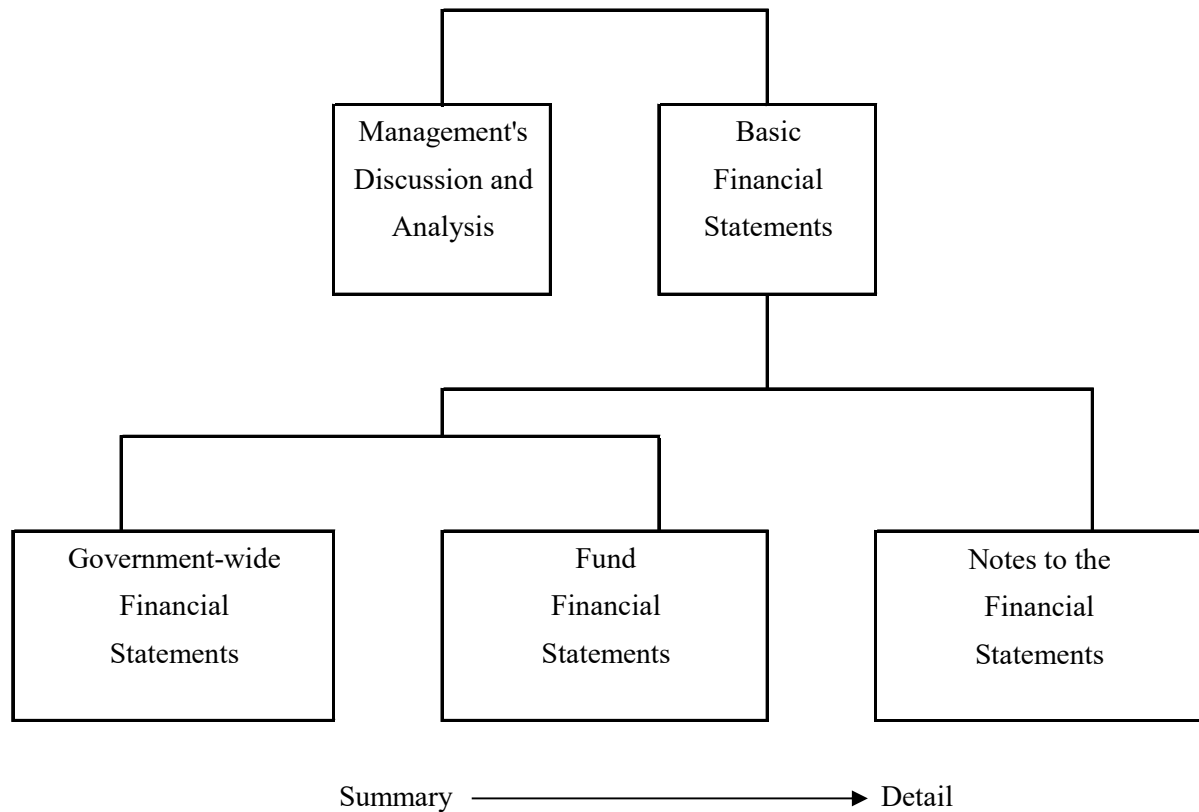 Management's
Discussion and
Analysis
Basic
Financial
Statements
Government-wide
Financial
Statements
Fund
Financial
Statements
Notes to the
Financial
Statements
Summary
Detail